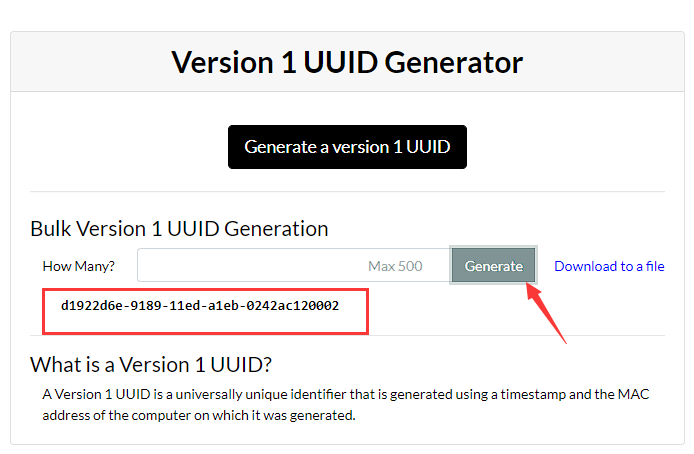 Version 1 UUID Generator
Generate a version 1 UUID
Bulk Version 1 UUID Generation
How Many? Max 500 Generate Download to a file
d1922d6e-9189-11ed-a1eb-0242ac120002
What is a Version 1 UUID?
A Version 1 UUID is a universally unique identifier that is generated using a timestamp and the MAC
address of the computer on which it was generated.